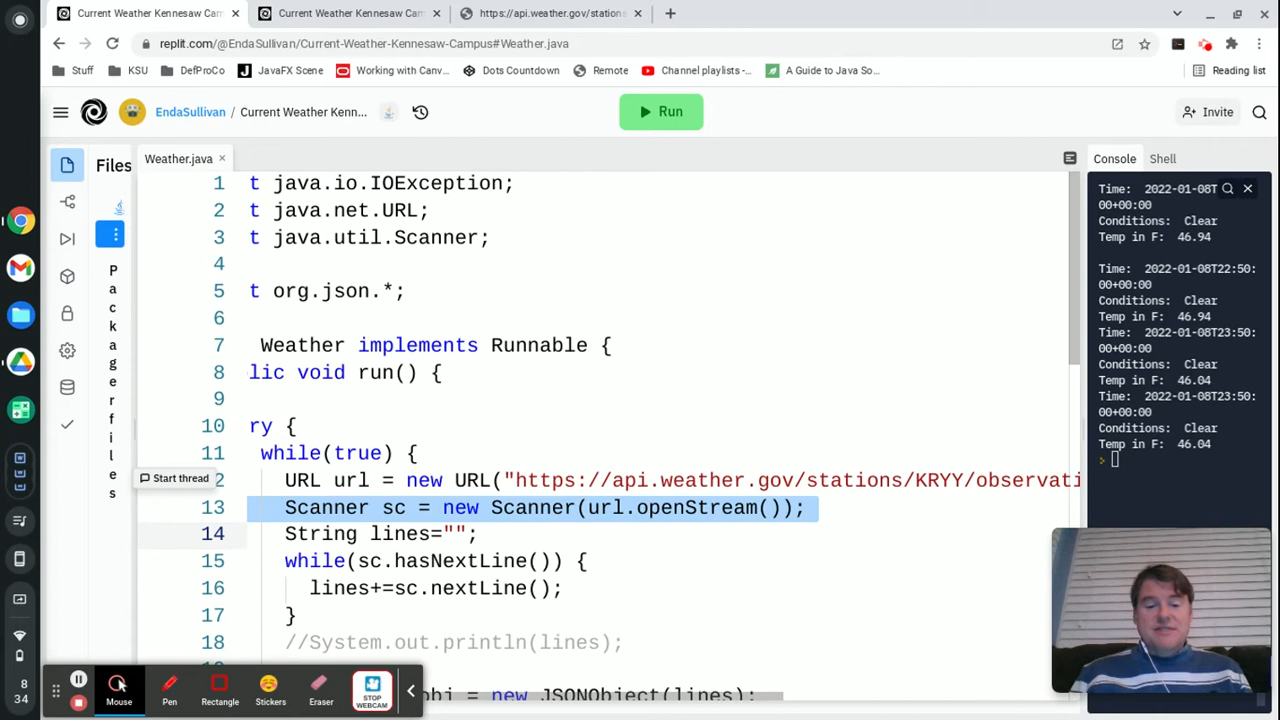 Current Weather Kennesaw Cam
Current Weather Kennesaw Cam
https://api.weather.gov/stations
replit.com/@EndaSullivan/Current-Weather-Kennesaw-Campus#Weather.java
Stuff
KSU
DefProCo
JavaFX Scene
Working with Canv...
Dots Countdown
Remote
Channel playlists -...
A Guide to Java So...
Reading list
EndaSullivan / Current Weather Kenn...
Run
Invite
Files
Weather.java
Console
Shell
1 t java.io.IOException;
2 t java.net.URL;
3 t java.util.Scanner;
4
5 t org.json.*;
6
7 Weather implements Runnable {
8 lic void run() {
9
10 ry {
11 while(true) {
2 URL url = new URL("https://api.weather.gov/stations/KRYY/observati
13 Scanner sc = new Scanner(url.openStream());
14 String lines="";
15 while(sc.hasNextLine()) {
16 lines+=sc.nextLine();
17 }
18 //System.out.println(lines);
obj = new JSONObject(lines);
Start thread
Packager files
Time: 2022-01-08T
00+00:00
Conditions: Clear
Temp in F: 46.94
Time: 2022-01-08T22:50:
00+00:00
Conditions: Clear
Temp in F: 46.94
Time: 2022-01-08T23:50:
00+00:00
Conditions: Clear
Temp in F: 46.04
Time: 2022-01-08T23:50:
00+00:00
Conditions: Clear
Temp in F: 46.04
>
8
34
Mouse
Pen
Rectangle
Stickers
Eraser
STOP
WEBCAM